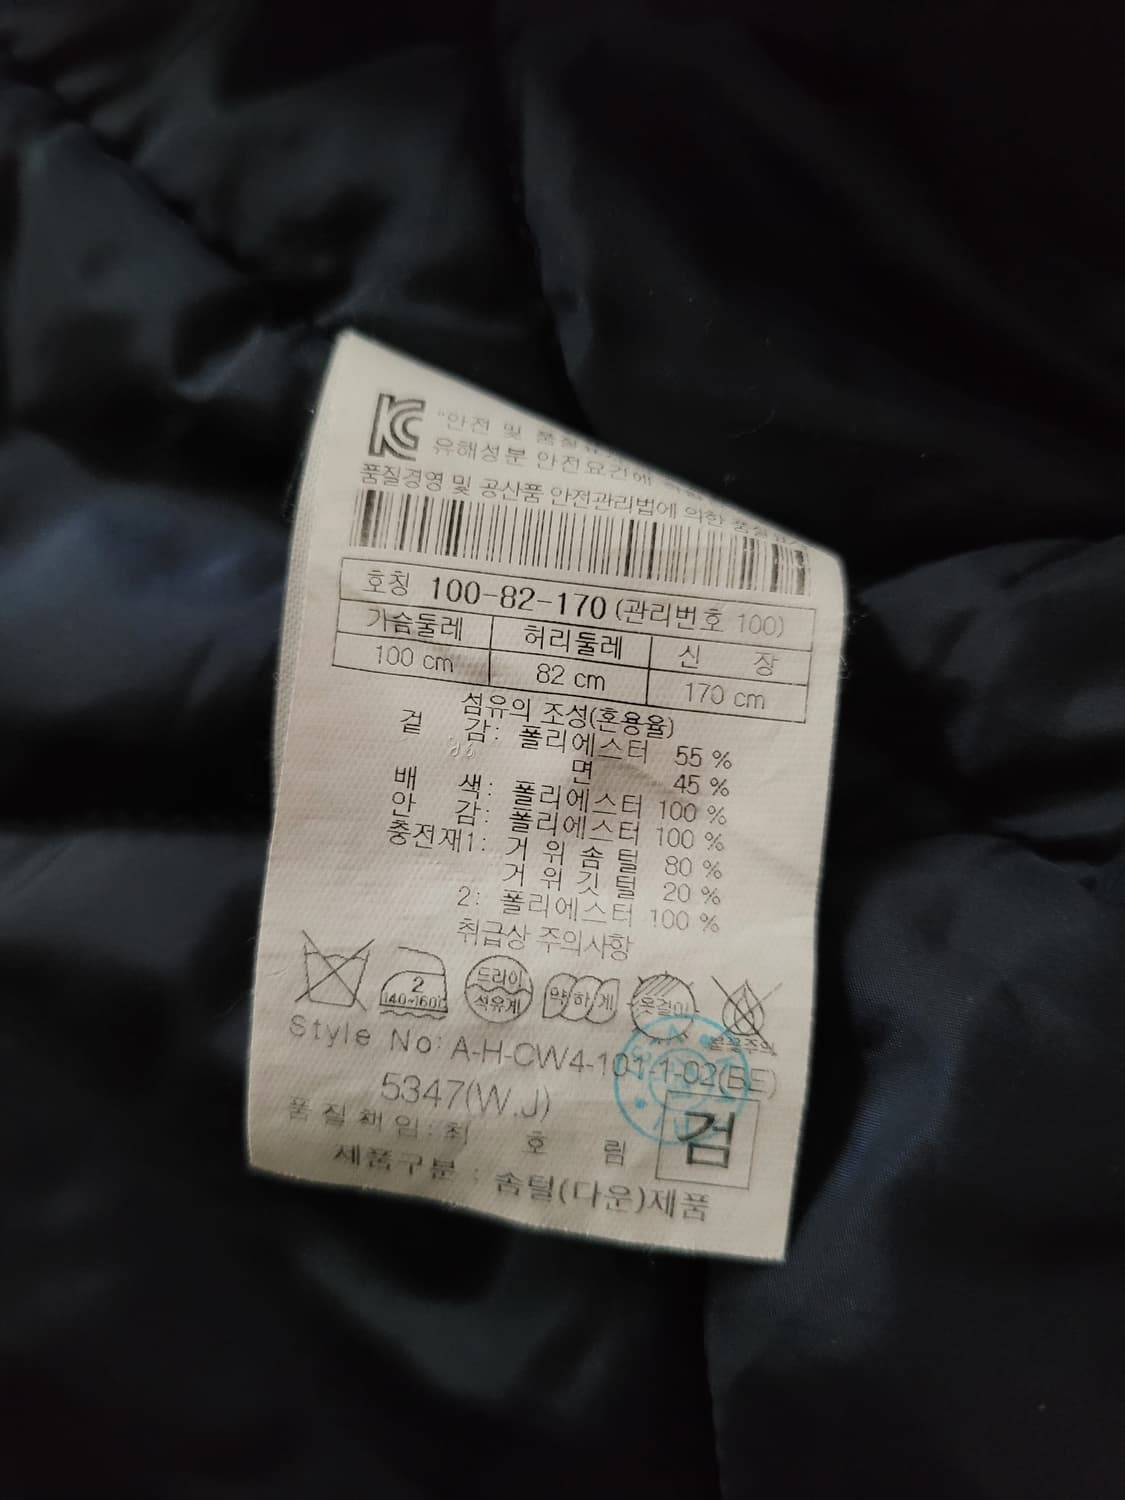 KC "안전 및 품질
유해성분 안전요건에
품질경영 및 공산품 안전관리법에 의한 품질표
호칭 100-82-170 (관리번호 100)
가슴둘레 허리둘레 신 장
100 cm 82 cm 170 cm
섬유의 조성(혼용율)
겉 감: 폴리에스터 55 %
면 45 %
배 색: 폴리에스터 100 %
안 감: 폴리에스터 100 %
충전재1: 거 위 솜 털 80 %
거 위 깃 털 20 %
2: 폴리에스터 100 %
취급상 주의사항
2 140~160℃ 드라이 석유계 약하게 옷걸이
Style No: A-H-CW4-101-1-02(BE)
5347(W.J)
품 질 책 임 : 최 호 림
검
제품구분 : 솜털(다운)제품